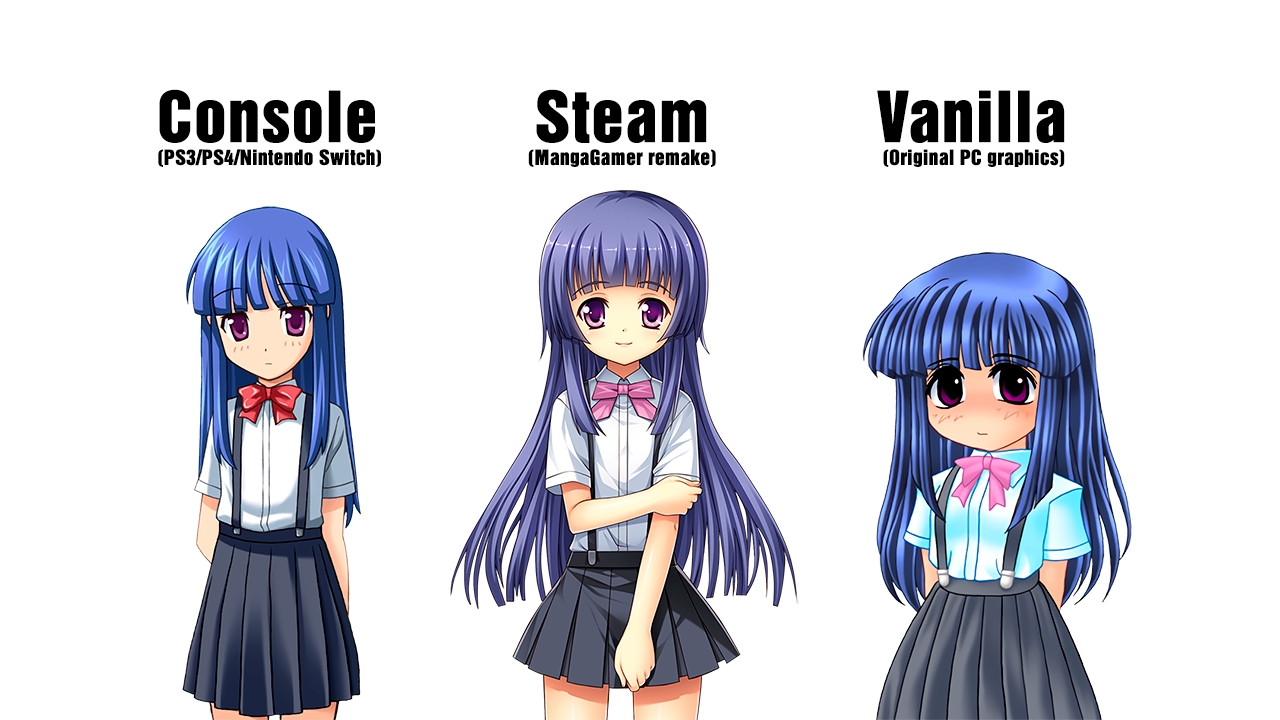 Console
(PS3/PS4/Nintendo Switch)
Steam
(MangaGamer remake)
Vanilla
(Original PC graphics)